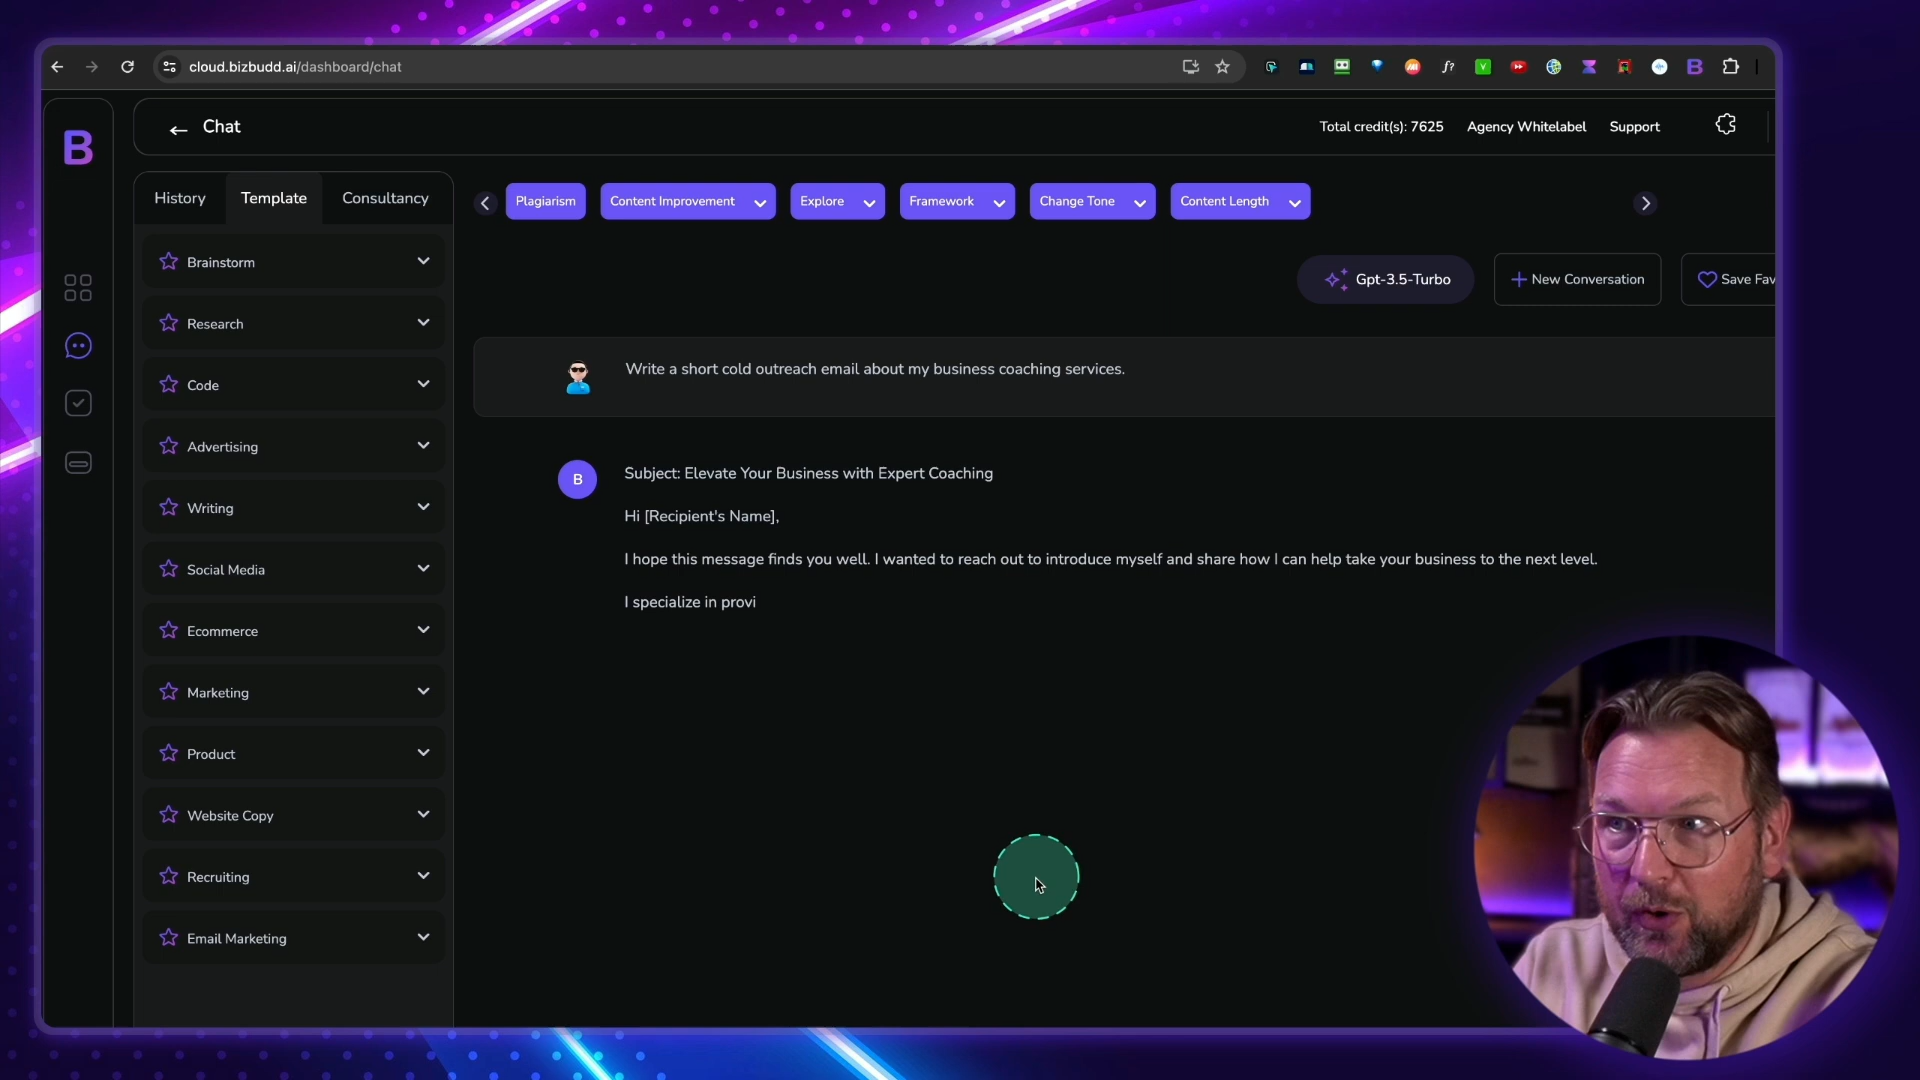 cloud.bizbudd.ai/dashboard/chat
B
Chat
Total credit(s): 7625
Agency Whitelabel
Support
History
Template
Consultancy
Plagiarism
Content Improvement
Explore
Framework
Change Tone
Content Length
Brainstorm
Research
Code
Advertising
Writing
Social Media
Ecommerce
Marketing
Product
Website Copy
Recruiting
Email Marketing
Gpt-3.5-Turbo
New Conversation
Save Fav
Write a short cold outreach email about my business coaching services.
B
Subject: Elevate Your Business with Expert Coaching
Hi [Recipient's Name],
I hope this message finds you well. I wanted to reach out to introduce myself and share how I can help take your business to the next level.
I specialize in provi